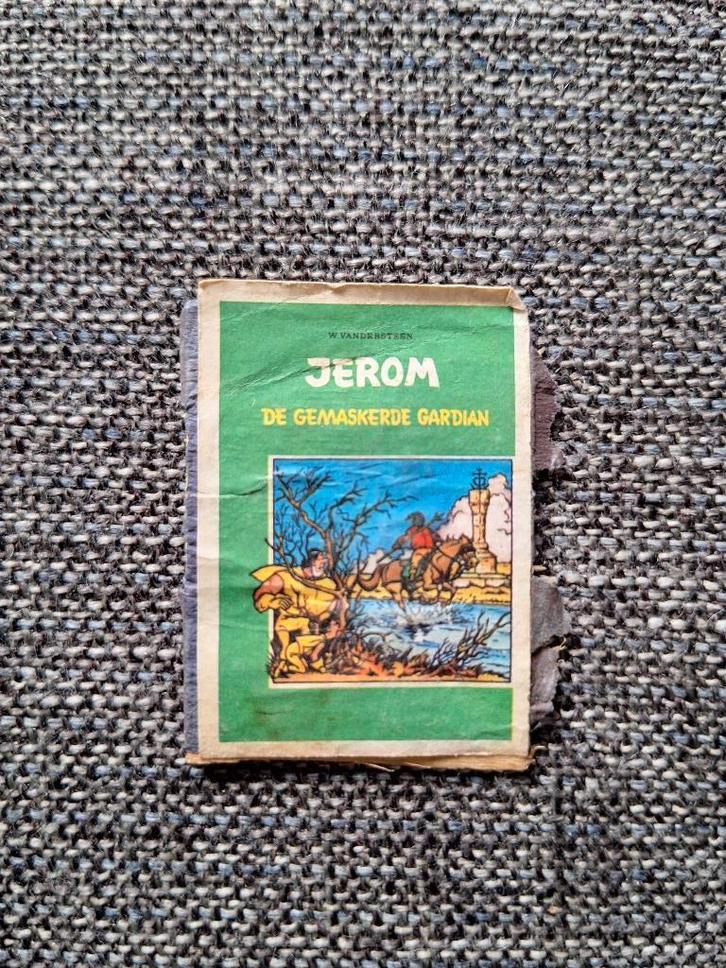 W. VANDERSTEEN
JEROM
DE GEMASKERDE GARDIAN